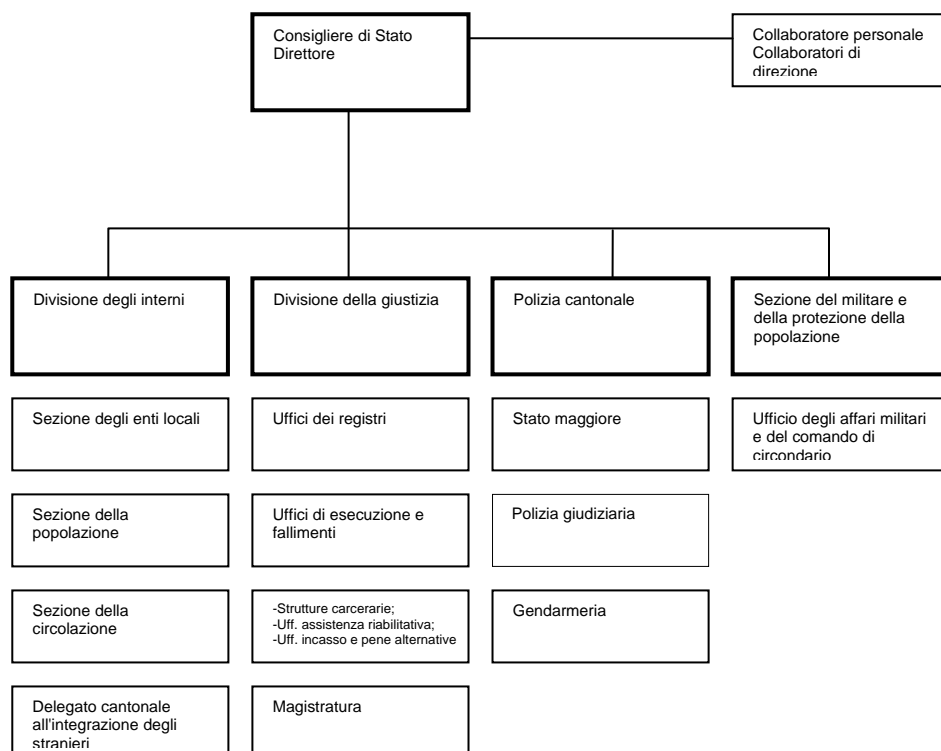 Consigliere di Stato
Direttore
Collaboratore personale
Collaboratori di
direzione
Divisione degli interni
Divisione della giustizia
Polizia cantonale
Sezione del militare e
della protezione della
popolazione
Sezione degli enti locali
Uffici dei registri
Stato maggiore
Ufficio degli affari militari
e del comando di
circondario
Sezione della
popolazione
Uffici di esecuzione e
fallimenti
Polizia giudiziaria
Sezione della
circolazione
-Strutture carcerarie;
-Uff. assistenza riabilitativa;
-Uff. incasso e pene alternative
Gendarmeria
Delegato cantonale
all'integrazione degli
stranieri
Magistratura